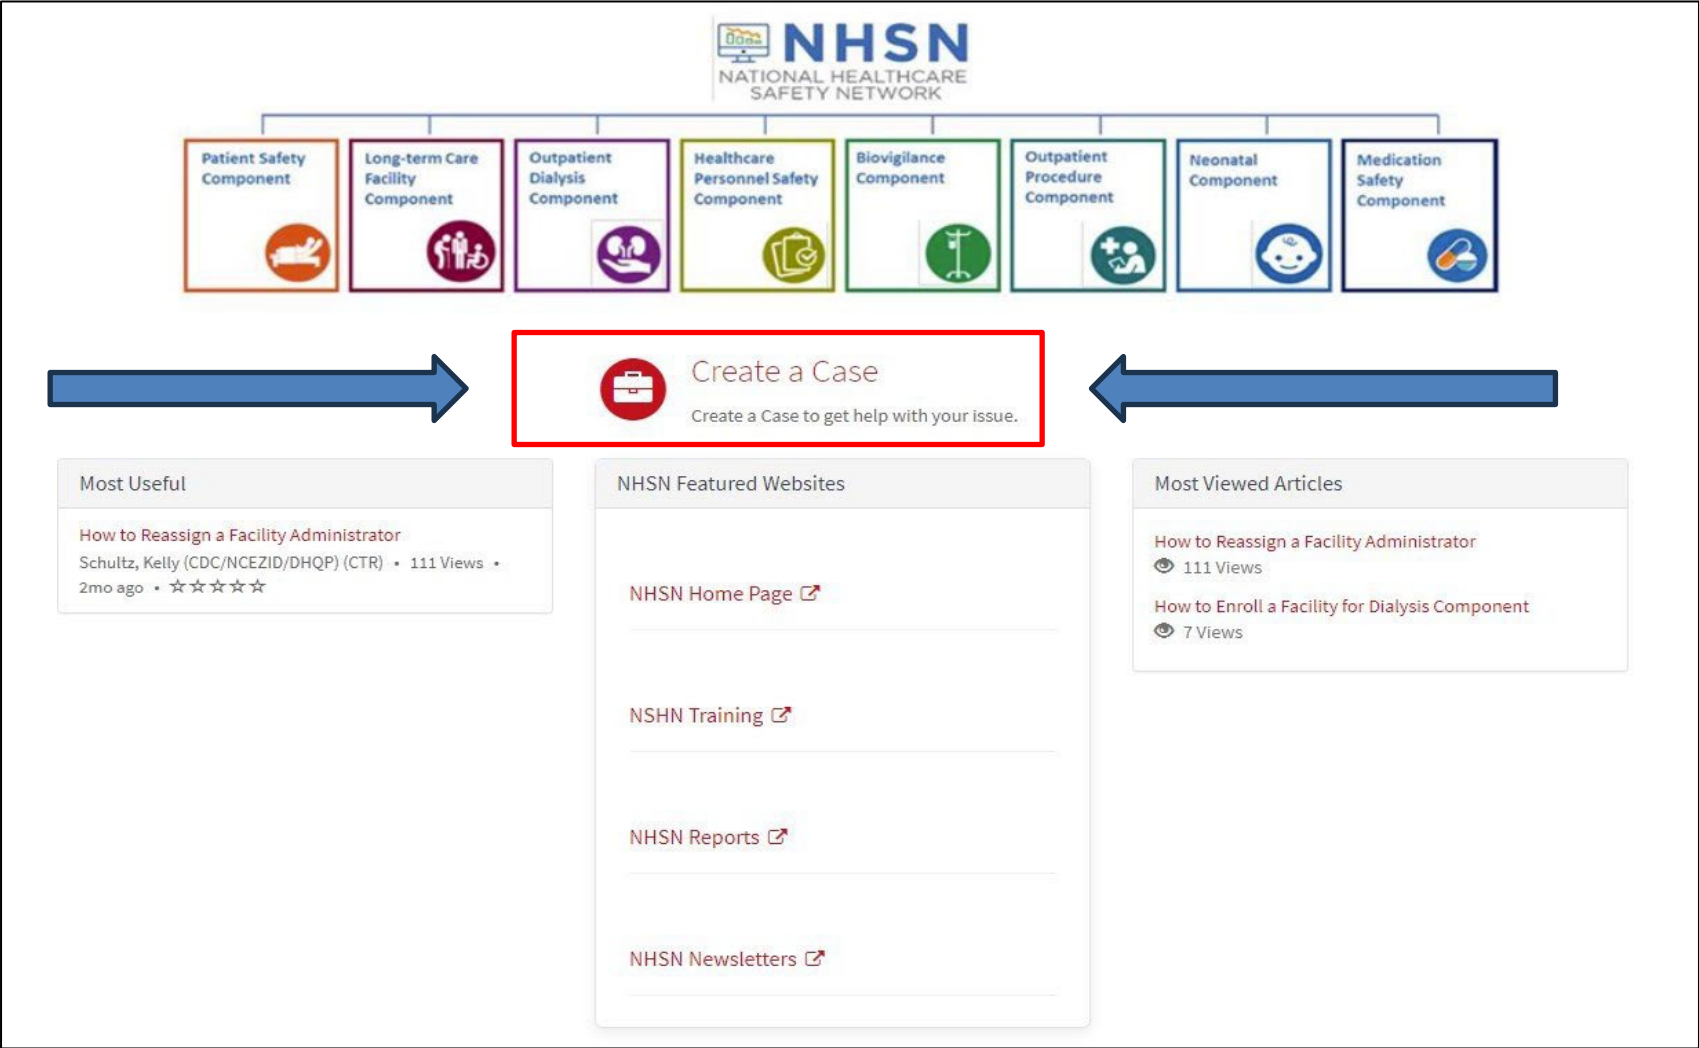 NHSN
NATIONAL HEALTHCARE
SAFETY NETWORK
Patient Safety
Component
Long-term Care
Facility
Component
Outpatient
Dialysis
Component
Healthcare
Personnel Safety
Component
Biovigilance
Component
Outpatient
Procedure
Component
Neonatal
Component
Medication
Safety
Component
Create a Case
Create a Case to get help with your issue.
Most Useful
How to Reassign a Facility Administrator
Schultz, Kelly (CDC/NCEZID/DHQP) (CTR) • 111 Views •
2mo ago • ☆☆☆☆☆
NHSN Featured Websites
NHSN Home Page
NSHN Training
NHSN Reports
NHSN Newsletters
Most Viewed Articles
How to Reassign a Facility Administrator
111 Views
How to Enroll a Facility for Dialysis Component
7 Views